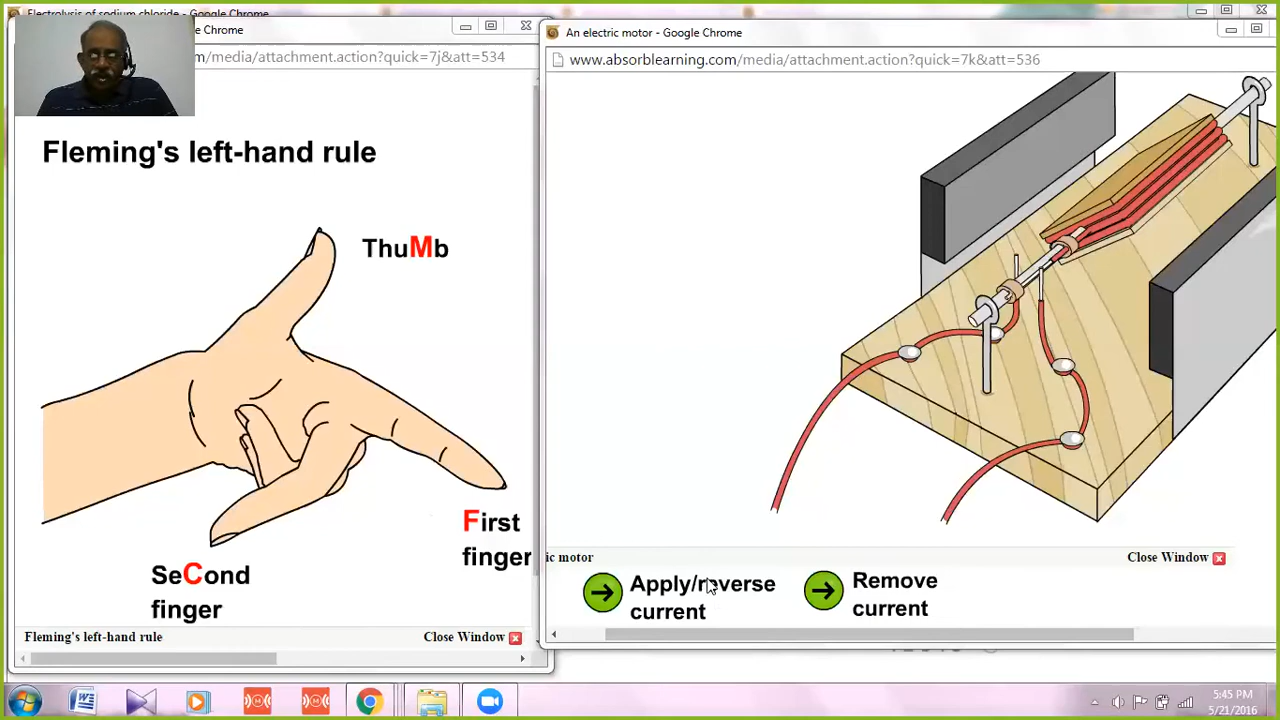 Electrolysis of sodium chloride - Google Chrome
Chrome
An electric motor - Google Chrome
m/media/attachment.action?quick=7j&att=534
www.absorblearning.com/media/attachment.action?quick=7k&att=536
Fleming's left-hand rule
ThuMb
First
finger
SeCond
finger
Fleming's left-hand rule
Close Window
ic motor
Close Window
Apply/reverse
current
Remove
current
5:45 PM
5/21/2016